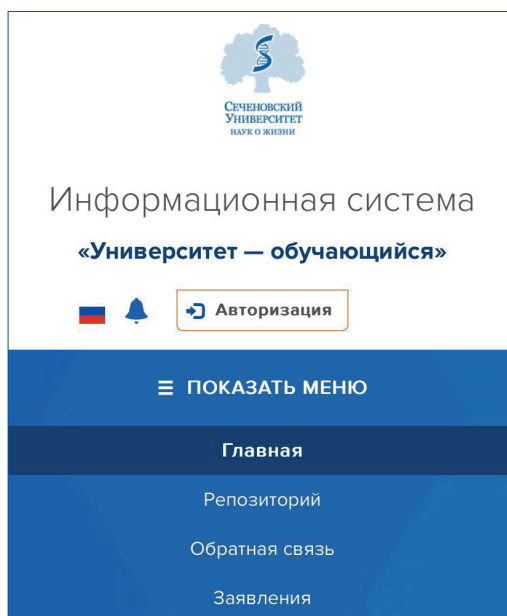 Сеченовский
Университет
наук о жизни
Информационная система
«Университет — обучающийся»
Авторизация
ПОКАЗАТЬ МЕНЮ
Главная
Репозиторий
Обратная связь
Заявления